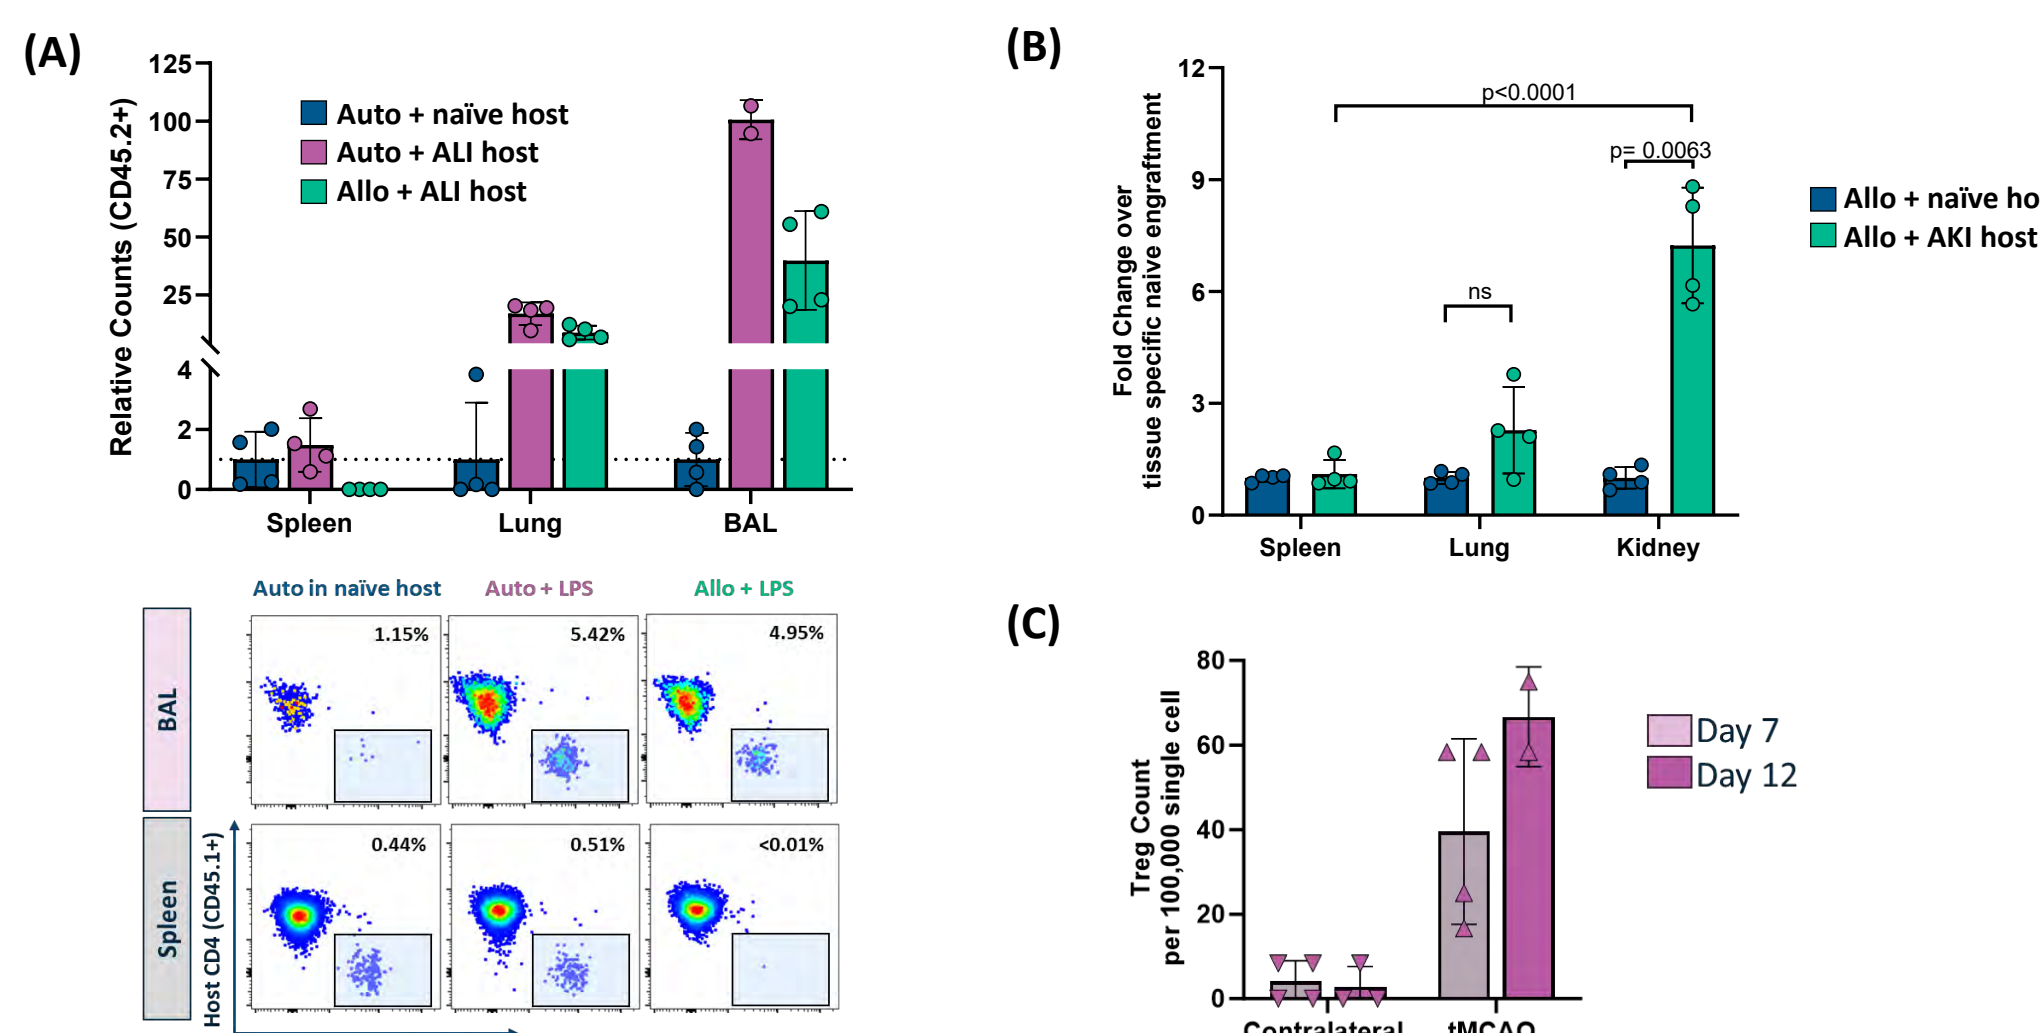 (A)
125
100
75
50
25
4
2
0
Relative Counts (CD45.2+)
Auto + naïve host
Auto + ALI host
Allo + ALI host
Spleen Lung BAL
Auto in naïve host Auto + LPS Allo + LPS
BAL
1.15% 5.42% 4.95%
Spleen
Host CD4 (CD45.1+)
0.44% 0.51% <0.01%
(B)
12
9
6
3
0
Fold Change over
tissue specific naive engraftment
p<0.0001
p= 0.0063
ns
Allo + naïve ho
Allo + AKI host
Spleen Lung Kidney
(C)
80
60
40
20
0
Treg Count
per 100,000 single cell
Day 7
Day 12
Contralateral tMCAO